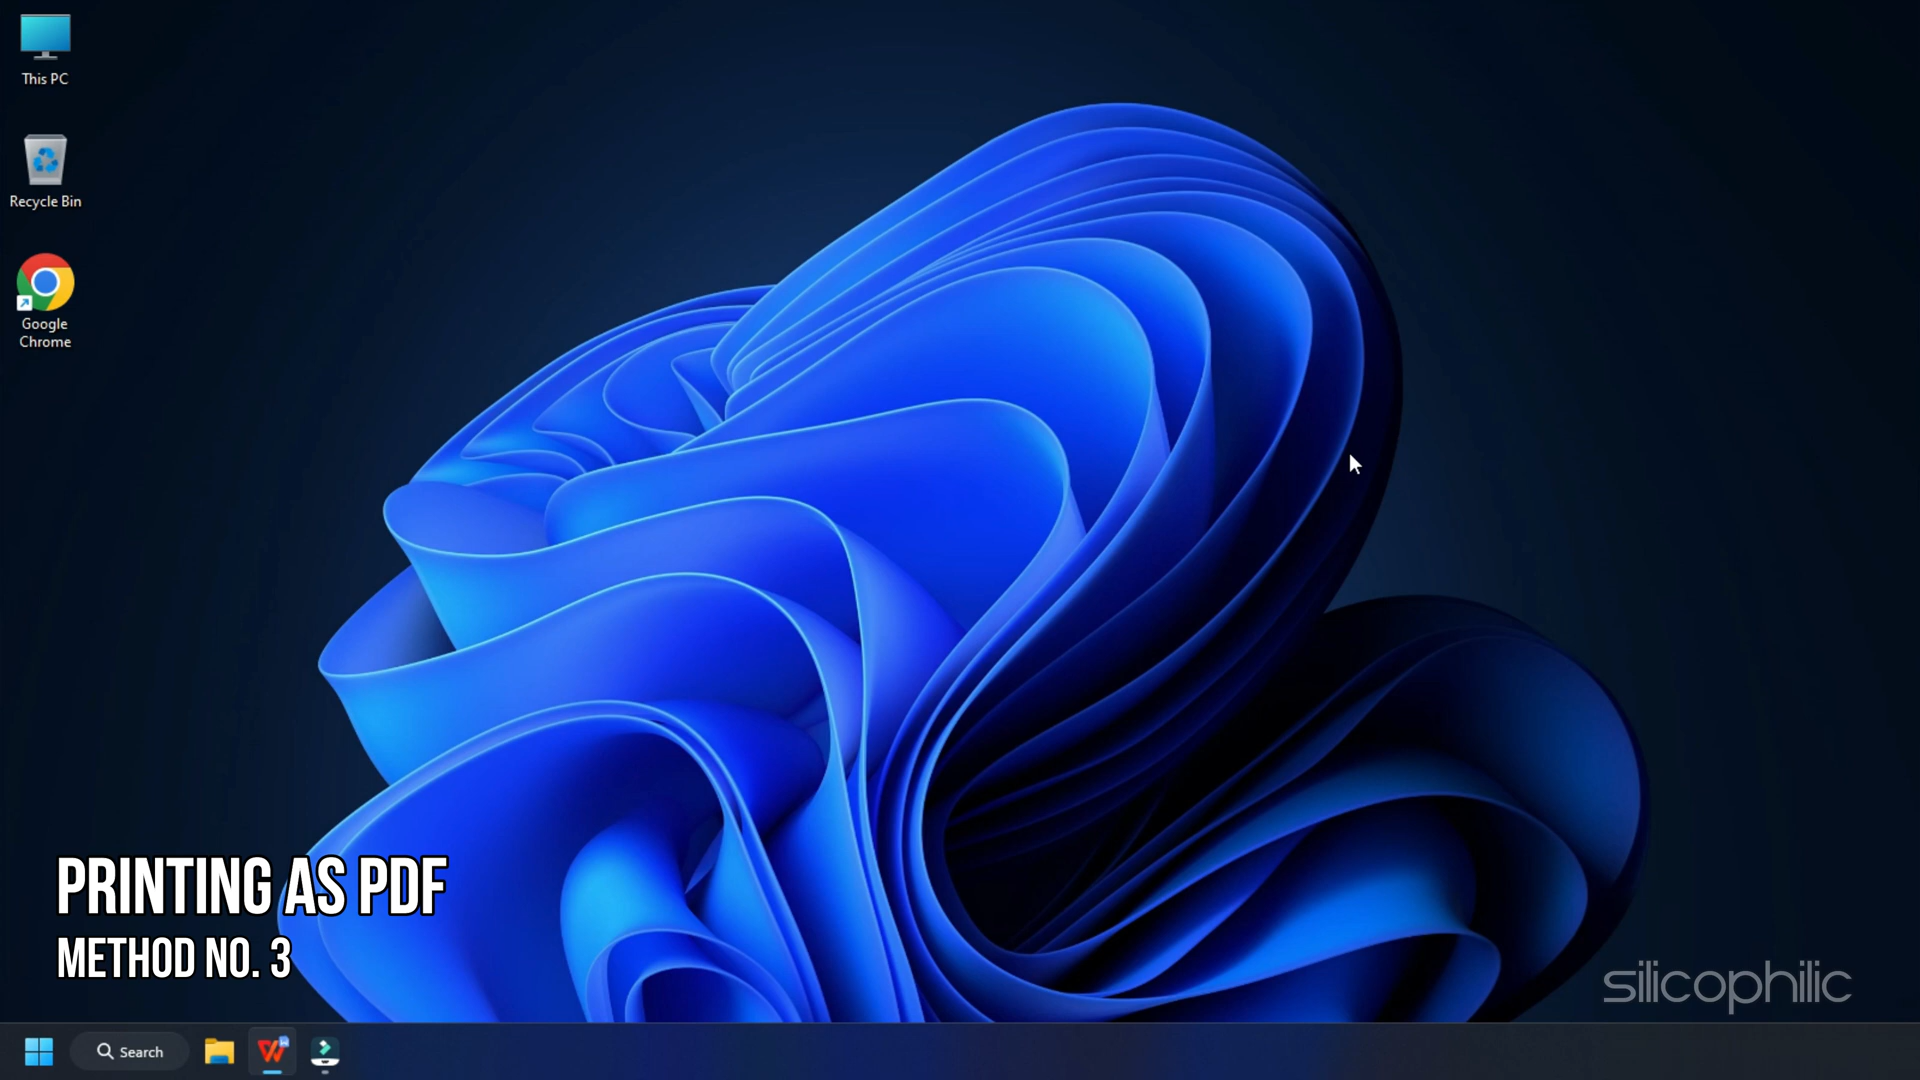 This PC
Recycle Bin
Google
Chrome
PRINTING AS PDF
METHOD NO. 3
silicophilic
Search